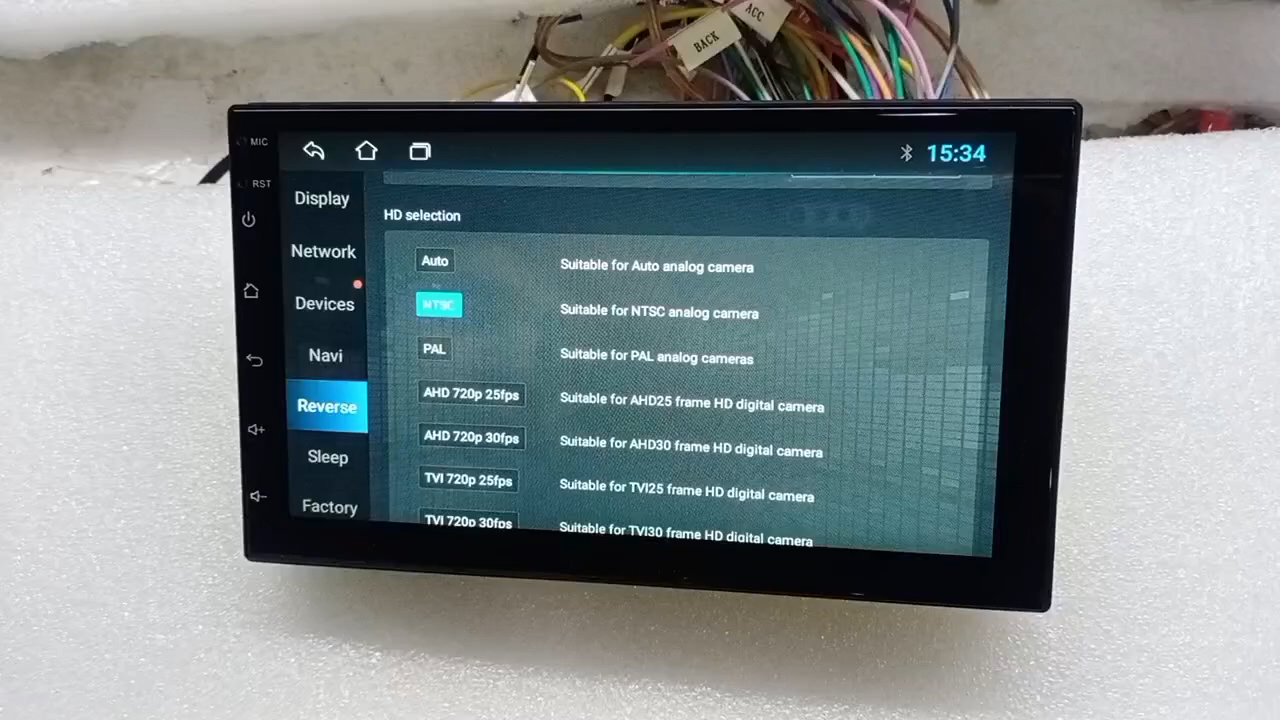 BACK
ACC
MIC
RST
15:34
Display
Network
Devices
Navi
Reverse
Sleep
Factory
HD selection
Auto Suitable for Auto analog camera
NTSC Suitable for NTSC analog camera
PAL Suitable for PAL analog cameras
AHD 720p 25fps Suitable for AHD25 frame HD digital camera
AHD 720p 30fps Suitable for AHD30 frame HD digital camera
TVI 720p 25fps Suitable for TVI25 frame HD digital camera
TVI 720p 30fps Suitable for TVI30 frame HD digital camera